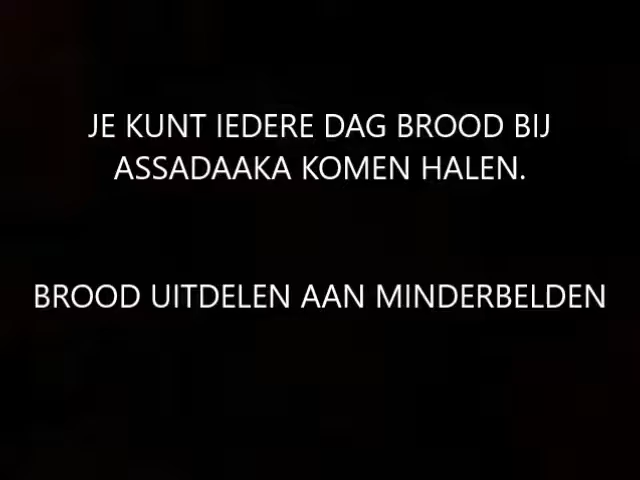 JE KUNT IEDERE DAG BROOD BIJ
ASSADAAKA KOMEN HALEN.
BROOD UITDELEN AAN MINDERBELDEN